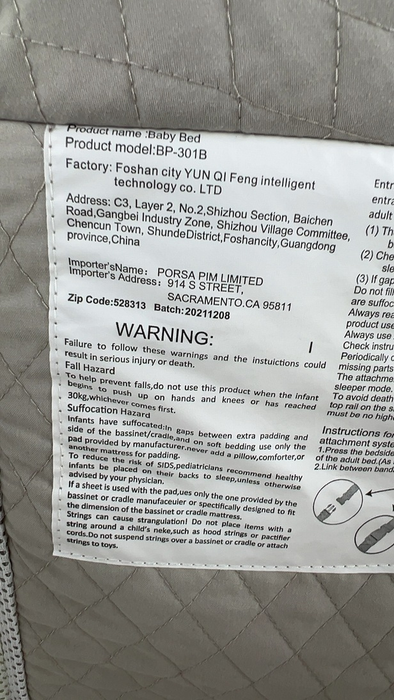 Product name :Baby Bed
Product model:BP-301B
Factory: Foshan city YUN QI Feng intelligent
technology co. LTD
Address: C3, Layer 2, No.2,Shizhou Section, Baichen
Road,Gangbei Industry Zone, Shizhou Village Committee,
Chencun Town, ShundeDistrict,Foshancity,Guangdong
province,China
Importer'sName: PORSA PIM LIMITED
Importer's Address: 914 S STREET,
SACRAMENTO.CA 95811
Zip Code:528313 Batch:20211208
WARNING:
Failure to follow these warnings and the instuictions could
result in serious injury or death.
Fall Hazard
To help prevent falls,do not use this product when the infant
begins to push up on hands and knees or has reached
30kg,whichever comes first.
Suffocation Hazard
Infants have suffocated:in gaps between extra padding and
side of the bassinet/cradle,and on soft bedding use only the
pad provided by manufacturer.never add a pillow,comforter,or
another mattress for padding.
To reduce the risk of SIDS,pediatricians recommend healthy
infants be placed on their backs to sleep,unless otherwise
advised by your physician.
If a sheet is used with the pad,ues only the one provided by the
bassinet or cradle manufaceuler or spectifically designed to fit
the dimension of the bassinet or cradle mattress.
Strings can cause strangulation! Do not place items with a
string around a child's neke,such as hood strings or pactifier
cords.Do not suspend strings over a bassinet or cradle or attach
strings to toys.
Entr
entra
adult
(1) Th
b
(2) Che
sle
(3) If gap
Do not fill
are suffoc
Always rea
product use
Always use
Check instru
Periodically c
missing parts
The attachme
sleeper mode.
To avoid death
top rail on the s
must be no high
Instructions for
attachment syste
1.Press the bedside
of the adult bed.(As
2.Link between band